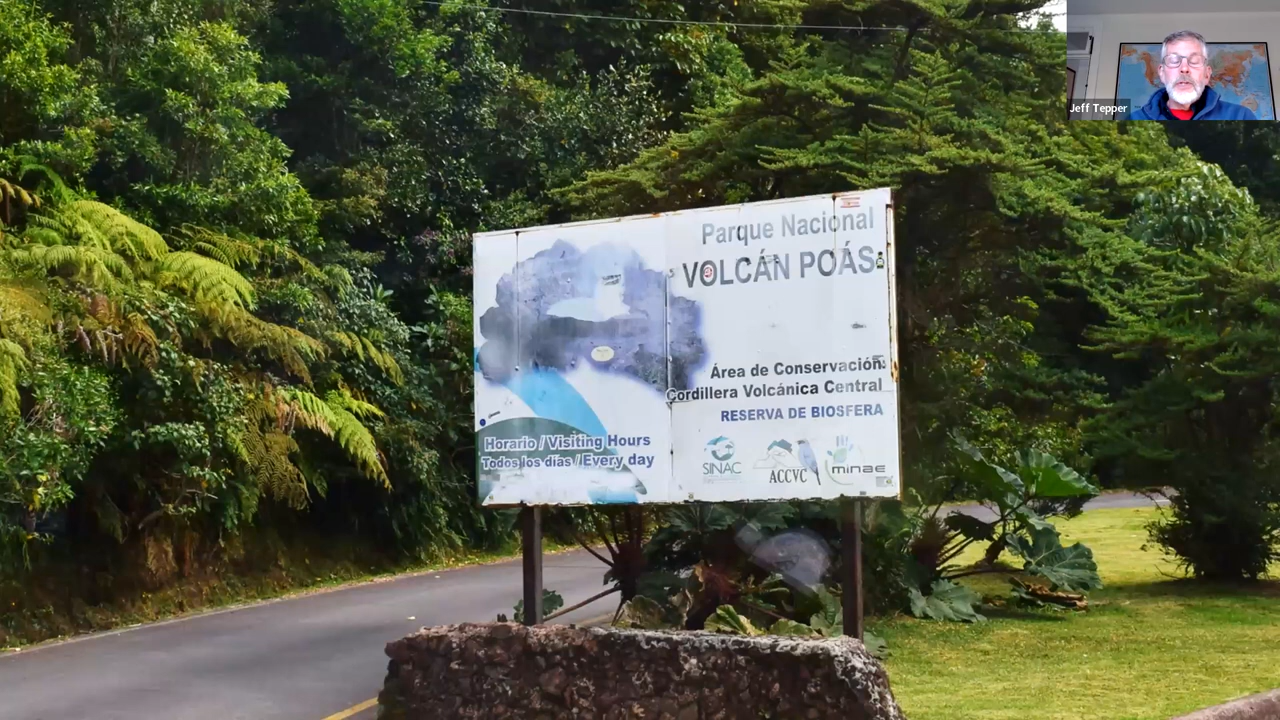 Jeff Tepper
Parque Nacional
VOLCÁN POÁS
Área de Conservación
Cordillera Volcánica Central
RESERVA DE BIOSFERA
Horario / Visiting Hours
Todos los días / Every day
SINAC
ACCVC
minae